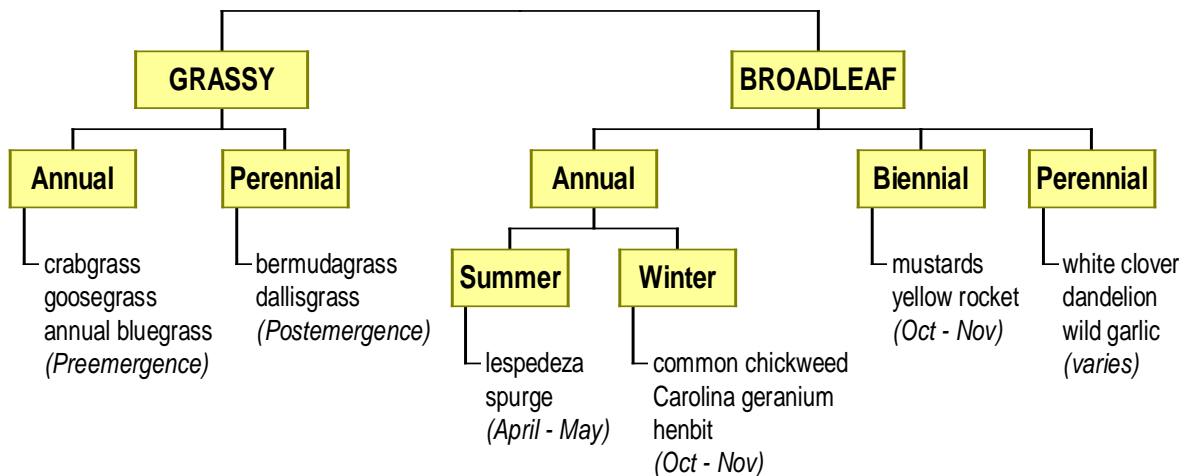 GRASSY
BROADLEAF
Annual
Perennial
Annual
Biennial
Perennial
crabgrass
goosegrass
annual bluegrass
(Preemergence)
bermudagrass
dallisgrass
(Postemergence)
Summer
Winter
mustards
yellow rocket
(Oct - Nov)
white clover
dandelion
wild garlic
(varies)
lespedeza
spurge
(April - May)
common chickweed
Carolina geranium
henbit
(Oct - Nov)